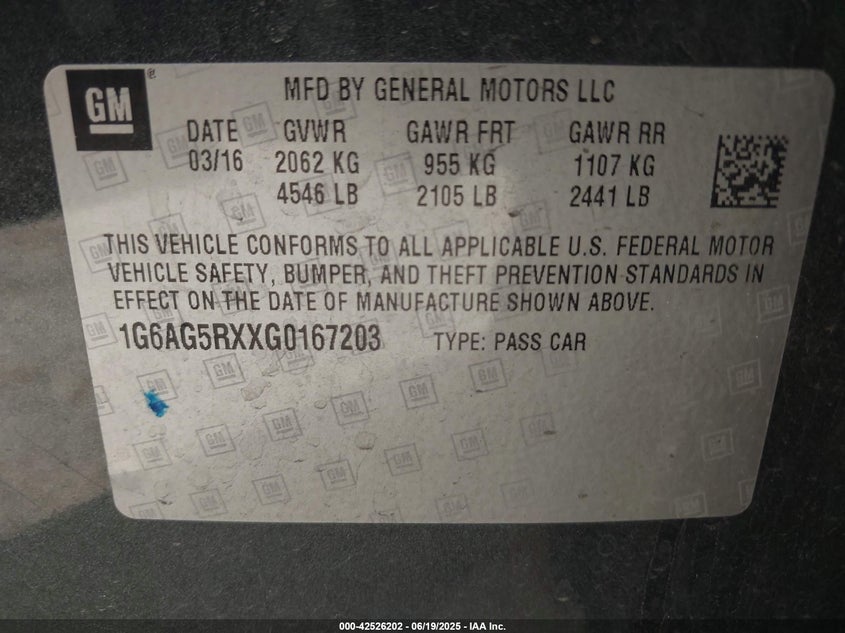 GM ®
MFD BY GENERAL MOTORS LLC
DATE GVWR GAWR FRT GAWR RR
03/16 2062 KG 955 KG 1107 KG
4546 LB 2105 LB 2441 LB
THIS VEHICLE CONFORMS TO ALL APPLICABLE U.S. FEDERAL MOTOR
VEHICLE SAFETY, BUMPER, AND THEFT PREVENTION STANDARDS IN
EFFECT ON THE DATE OF MANUFACTURE SHOWN ABOVE.
1G6AG5RXXG0167203 TYPE: PASS CAR
000-42526202 - 06/19/2025 - IAA Inc.